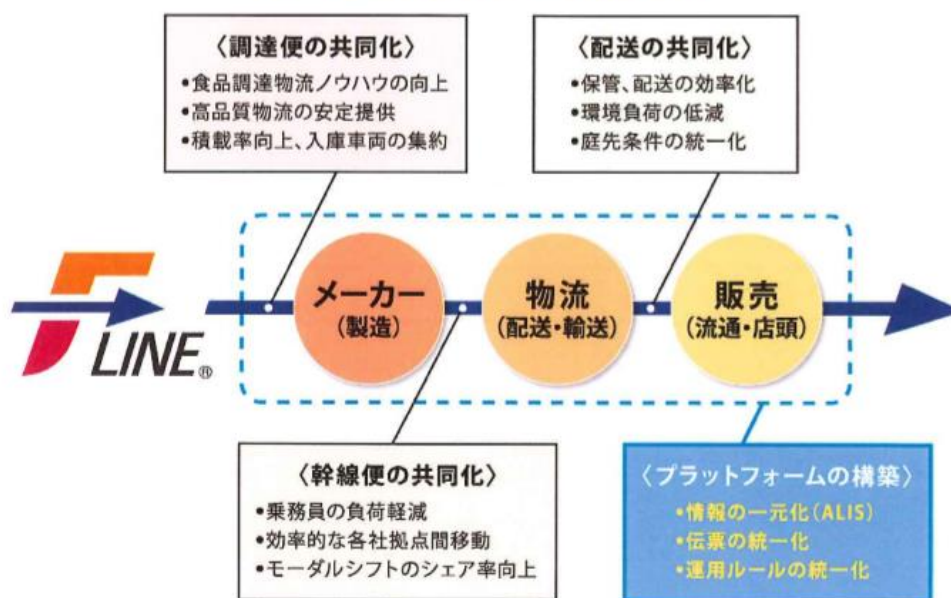 〈調達便の共同化〉
•食品調達物流ノウハウの向上
•高品質物流の安定提供
•積載率向上、入庫車両の集約
〈配送の共同化〉
•保管、配送の効率化
•環境負荷の低減
•庭先条件の統一化
F
LINE®
メーカー
(製造)
物流
(配送・輸送)
販売
(流通・店頭)
〈幹線便の共同化〉
•乗務員の負荷軽減
•効率的な各社拠点間移動
•モーダルシフトのシェア率向上
〈プラットフォームの構築〉
•情報の一元化(ALIS)
•伝票の統一化
•運用ルールの統一化